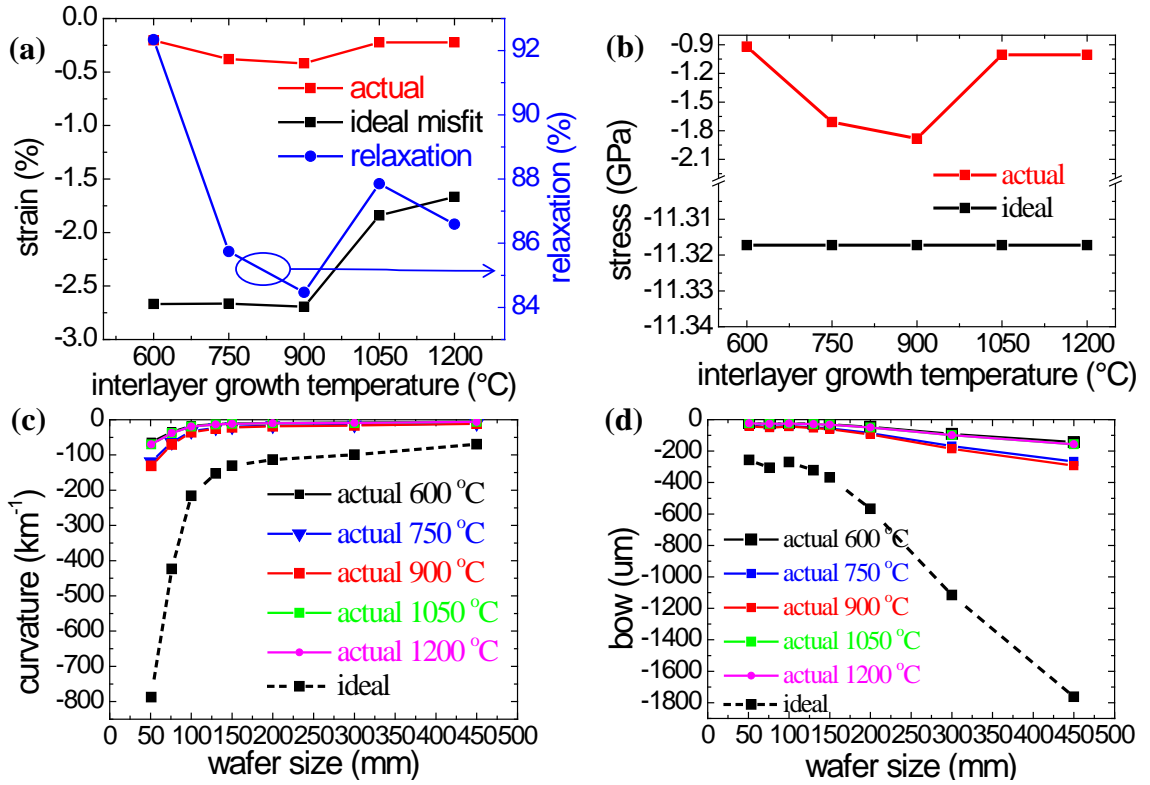 (a)
0.0
-0.5
-1.0
-1.5
-2.0
-2.5
-3.0
strain (%)
actual
ideal misfit
relaxation
92
90
88
86
84
relaxation (%)
600 750 900 1050 1200
interlayer growth temperature (°C)
(b)
-0.9
-1.2
-1.5
-1.8
-2.1
-11.31
-11.32
-11.33
-11.34
stress (GPa)
actual
ideal
600 750 900 1050 1200
interlayer growth temperature (°C)
(c)
0
-100
-200
-300
-400
-500
-600
-700
-800
curvature (km⁻¹)
actual 600 °C
actual 750 °C
actual 900 °C
actual 1050 °C
actual 1200 °C
ideal
0 50 100 150 200 250 300 350 400 450 500
wafer size (mm)
(d)
0
-200
-400
-600
-800
-1000
-1200
-1400
-1600
-1800
bow (um)
actual 600 °C
actual 750 °C
actual 900 °C
actual 1050 °C
actual 1200 °C
ideal
0 50 100 150 200 250 300 350 400 450 500
wafer size (mm)